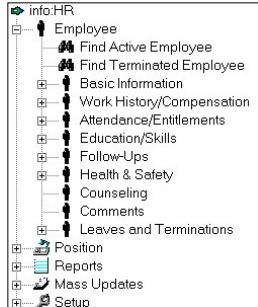 info:HR
Employee
Find Active Employee
Find Terminated Employee
Basic Information
Work History/Compensation
Attendance/Entitlements
Education/Skills
Follow-Ups
Health & Safety
Counseling
Comments
Leaves and Terminations
Position
Reports
Mass Updates
Setup